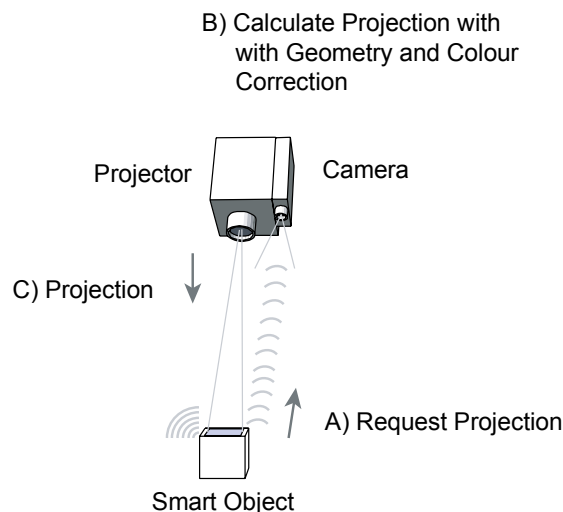 B) Calculate Projection with
with Geometry and Colour
Correction
Projector
Camera
C) Projection
A) Request Projection
Smart Object